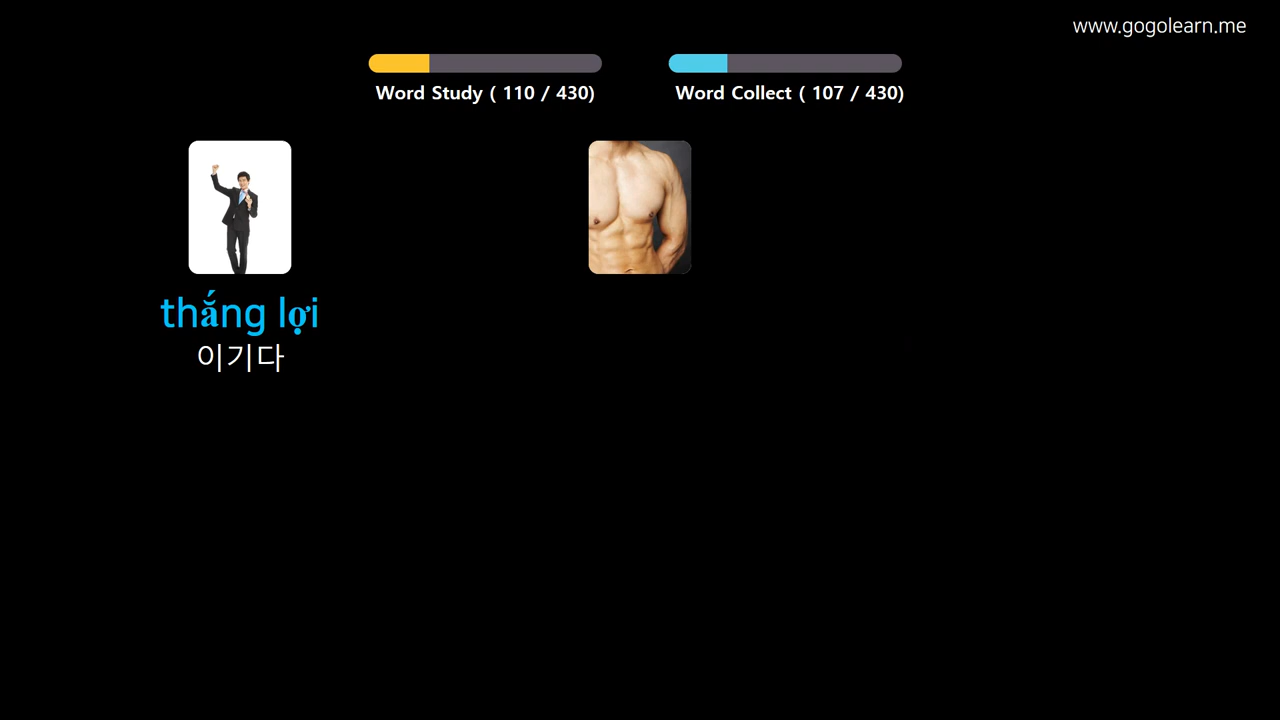 www.gogolearn.me
Word Study ( 110 / 430)
Word Collect ( 107 / 430)
thắng lợi
이기다